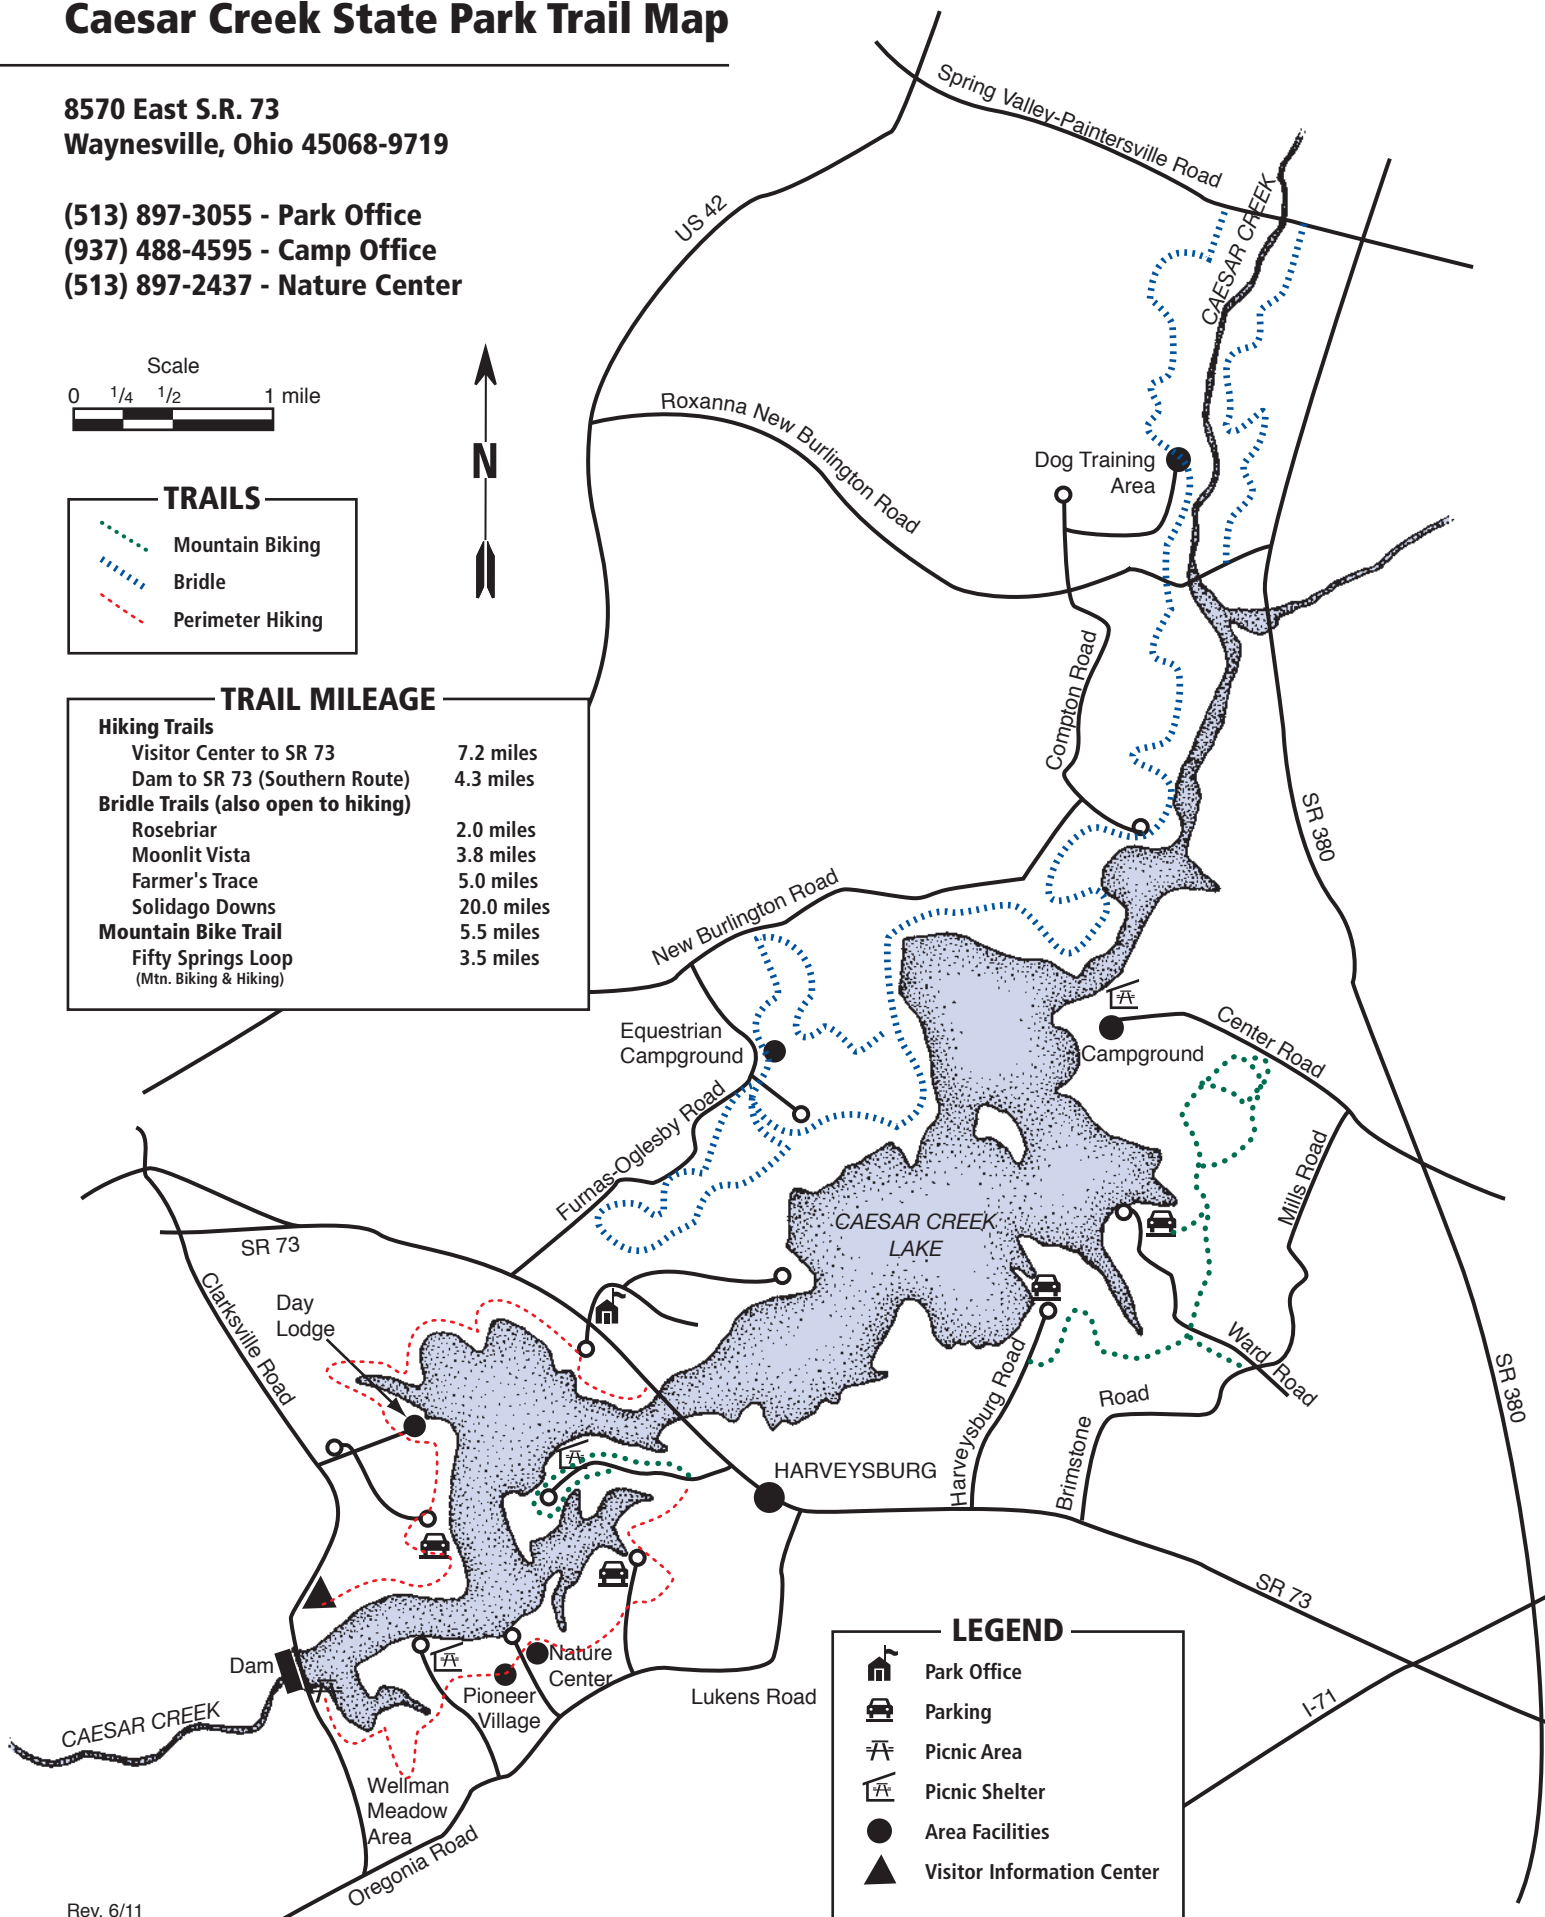 Caesar Creek State Park Trail Map
8570 East S.R. 73
Waynesville, Ohio 45068-9719
(513) 897-3055 - Park Office
(937) 488-4595 - Camp Office
(513) 897-2437 - Nature Center
Scale
0 1/4 1/2 1 mile
N
TRAILS
Mountain Biking
Bridle
Perimeter Hiking
TRAIL MILEAGE
Hiking Trails
Visitor Center to SR 73 7.2 miles
Dam to SR 73 (Southern Route) 4.3 miles
Bridle Trails (also open to hiking)
Rosebriar 2.0 miles
Moonlit Vista 3.8 miles
Farmer's Trace 5.0 miles
Solidago Downs 20.0 miles
Mountain Bike Trail 5.5 miles
Fifty Springs Loop 3.5 miles
(Mtn. Biking & Hiking)
Spring Valley-Paintersville Road
US 42
CAESAR CREEK
Roxanna New Burlington Road
Dog Training
Area
Compton Road
SR 380
New Burlington Road
Equestrian
Campground
Campground
Center Road
Furnas-Oglesby Road
Mills Road
CAESAR CREEK
LAKE
SR 73
Clarksville Road
Day
Lodge
Harveysburg Road
Ward Road
Road
Brimstone
SR 380
HARVEYSBURG
SR 73
I-71
Dam
CAESAR CREEK
Nature
Center
Pioneer
Village
Lukens Road
Wellman
Meadow
Area
Oregonia Road
LEGEND
Park Office
Parking
Picnic Area
Picnic Shelter
Area Facilities
Visitor Information Center
Rev. 6/11